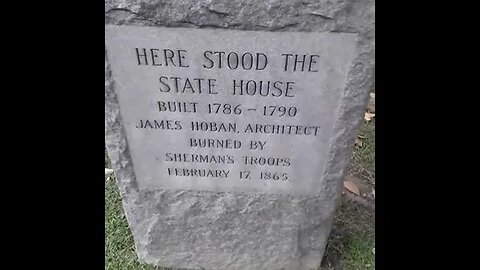 HERE STOOD THE
STATE HOUSE
BUILT 1786 – 1790
JAMES HOBAN, ARCHITECT
BURNED BY
SHERMAN'S TROOPS
FEBRUARY 17, 1865